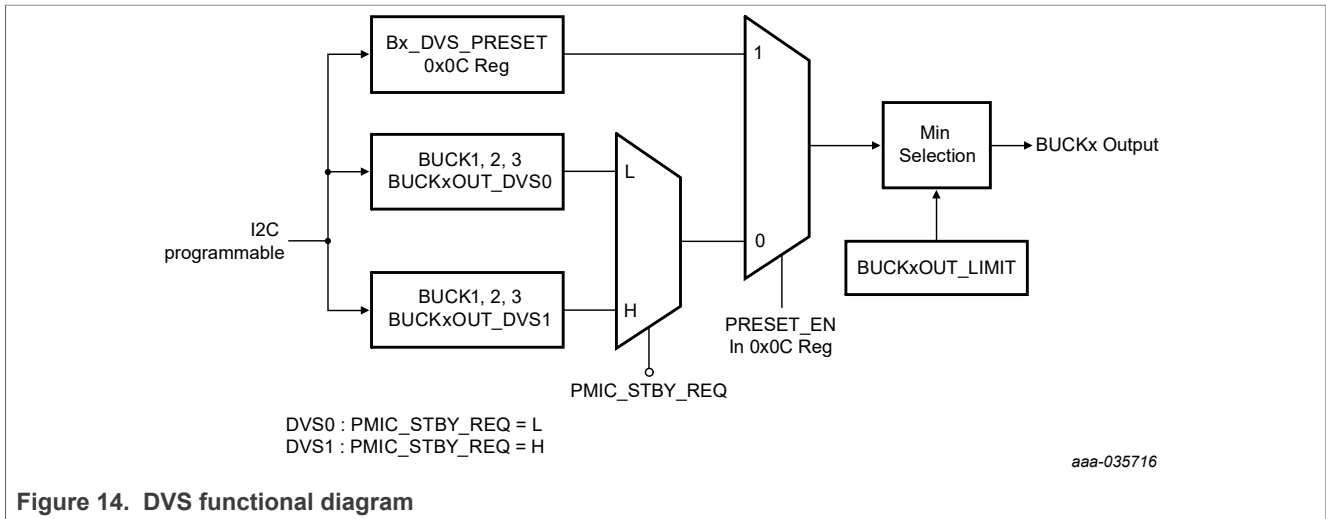 Bx_DVS_PRESET
0x0C Reg
1
BUCK1, 2, 3
BUCKxOUT_DVS0
L
Min
Selection
BUCKx Output
I2C
programmable
0
BUCKxOUT_LIMIT
BUCK1, 2, 3
BUCKxOUT_DVS1
H
PRESET_EN
In 0x0C Reg
PMIC_STBY_REQ
DVS0 : PMIC_STBY_REQ = L
DVS1 : PMIC_STBY_REQ = H
aaa-035716
Figure 14. DVS functional diagram